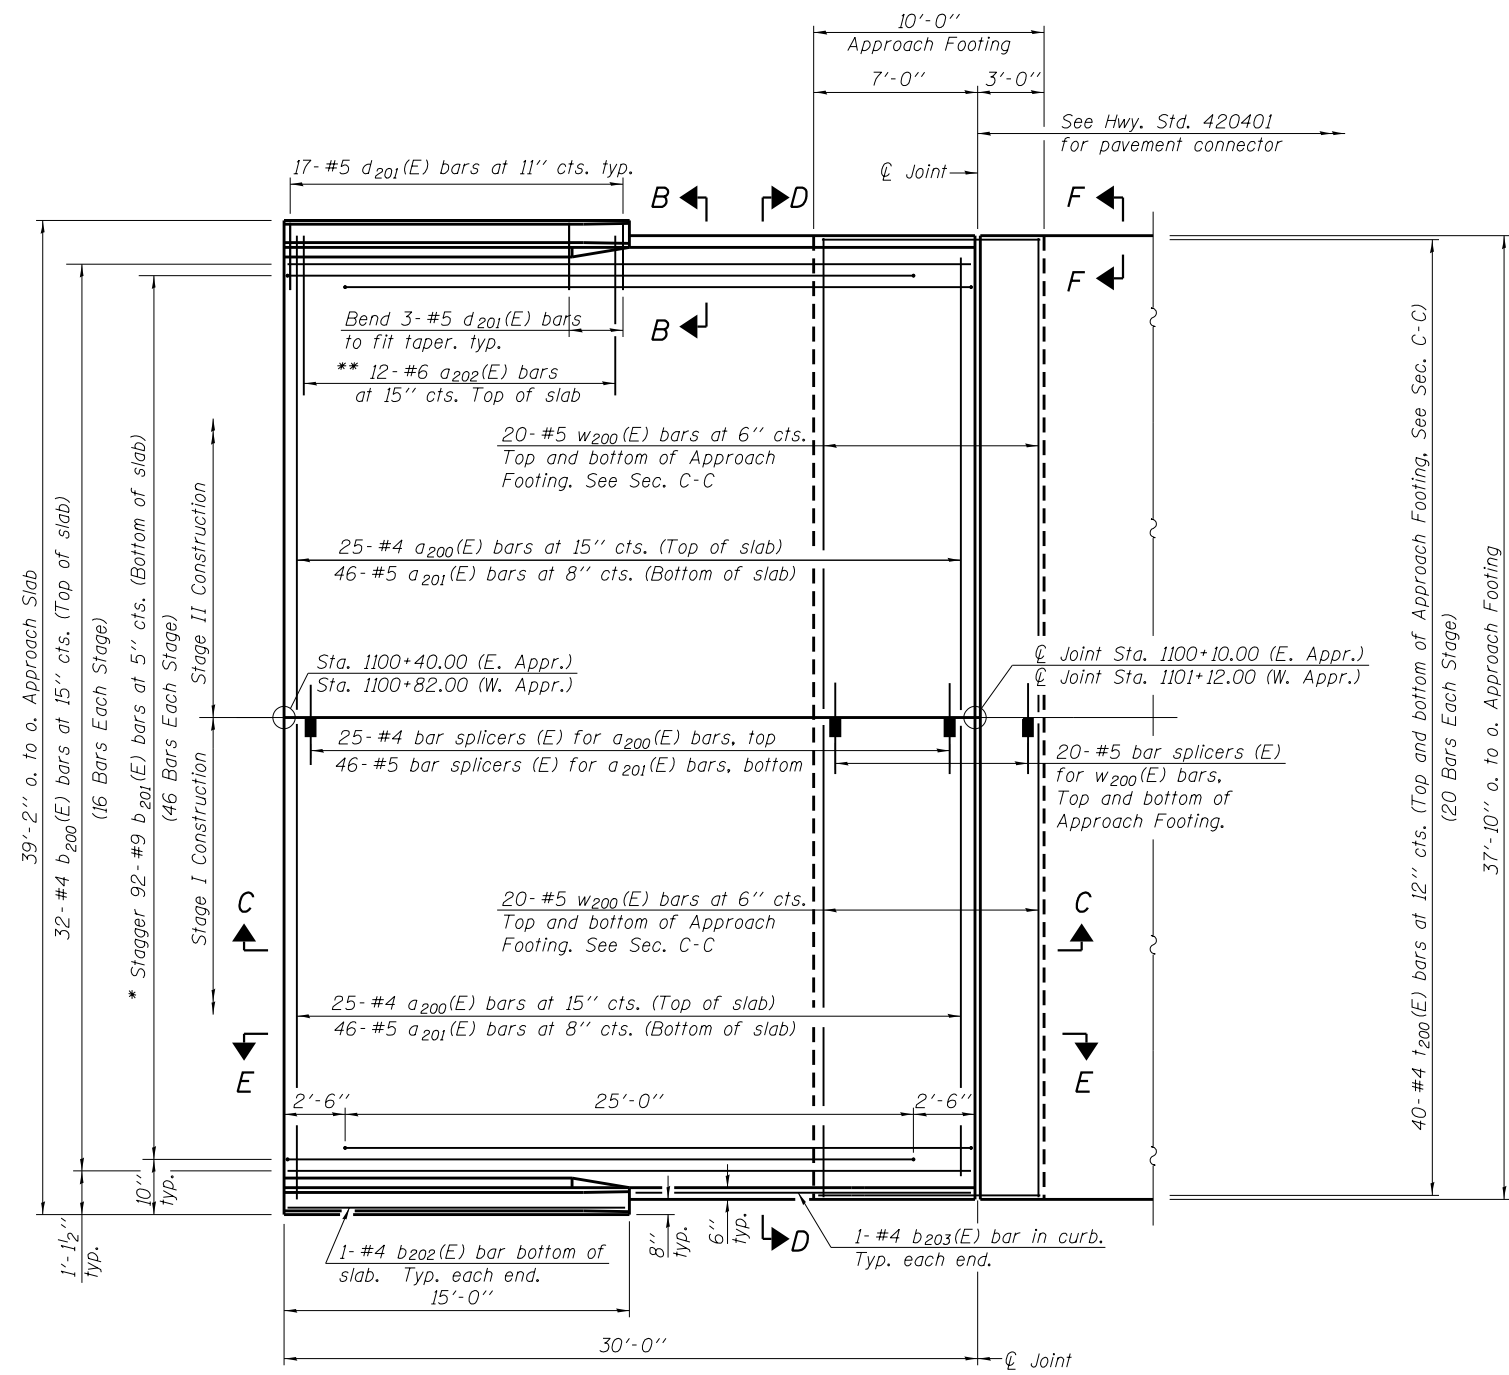 10'-0"
Approach Footing
7'-0"
3'-0"
See Hwy. Std. 420401
for pavement connector
℄ Joint
17-#5 d201(E) bars at 11" cts. typ.
B
D
F
F
B
Bend 3-#5 d201(E) bars
to fit taper. typ.
** 12-#6 a202(E) bars
at 15" cts. Top of slab
20-#5 w200(E) bars at 6" cts.
Top and bottom of Approach
Footing. See Sec. C-C
25-#4 a200(E) bars at 15" cts. (Top of slab)
46-#5 a201(E) bars at 8" cts. (Bottom of slab)
Sta. 1100+40.00 (E. Appr.)
Sta. 1100+82.00 (W. Appr.)
℄ Joint Sta. 1100+10.00 (E. Appr.)
℄ Joint Sta. 1101+12.00 (W. Appr.)
25-#4 bar splicers (E) for a200(E) bars, top
46-#5 bar splicers (E) for a201(E) bars, bottom
20-#5 bar splicers (E)
for w200(E) bars,
Top and bottom of
Approach Footing.
C
C
20-#5 w200(E) bars at 6" cts.
Top and bottom of Approach
Footing. See Sec. C-C
25-#4 a200(E) bars at 15" cts. (Top of slab)
46-#5 a201(E) bars at 8" cts. (Bottom of slab)
E
E
2'-6"
25'-0"
2'-6"
39'-2" o. to o. Approach Slab
32-#4 b200(E) bars at 15" cts. (Top of slab)
(16 Bars Each Stage)
* Stagger 92-#9 b201(E) bars at 5" cts. (Bottom of slab)
(46 Bars Each Stage)
Stage II Construction
Stage I Construction
40-#4 t200(E) bars at 12" cts. (Top and bottom of Approach Footing, See Sec. C-C)
(20 Bars Each Stage)
37'-10" o. to o. Approach Footing
1'-1½"
typ.
10"
typ.
8"
typ.
6"
typ.
D
1-#4 b202(E) bar bottom of
slab. Typ. each end.
1-#4 b203(E) bar in curb.
Typ. each end.
15'-0"
30'-0"
℄ Joint